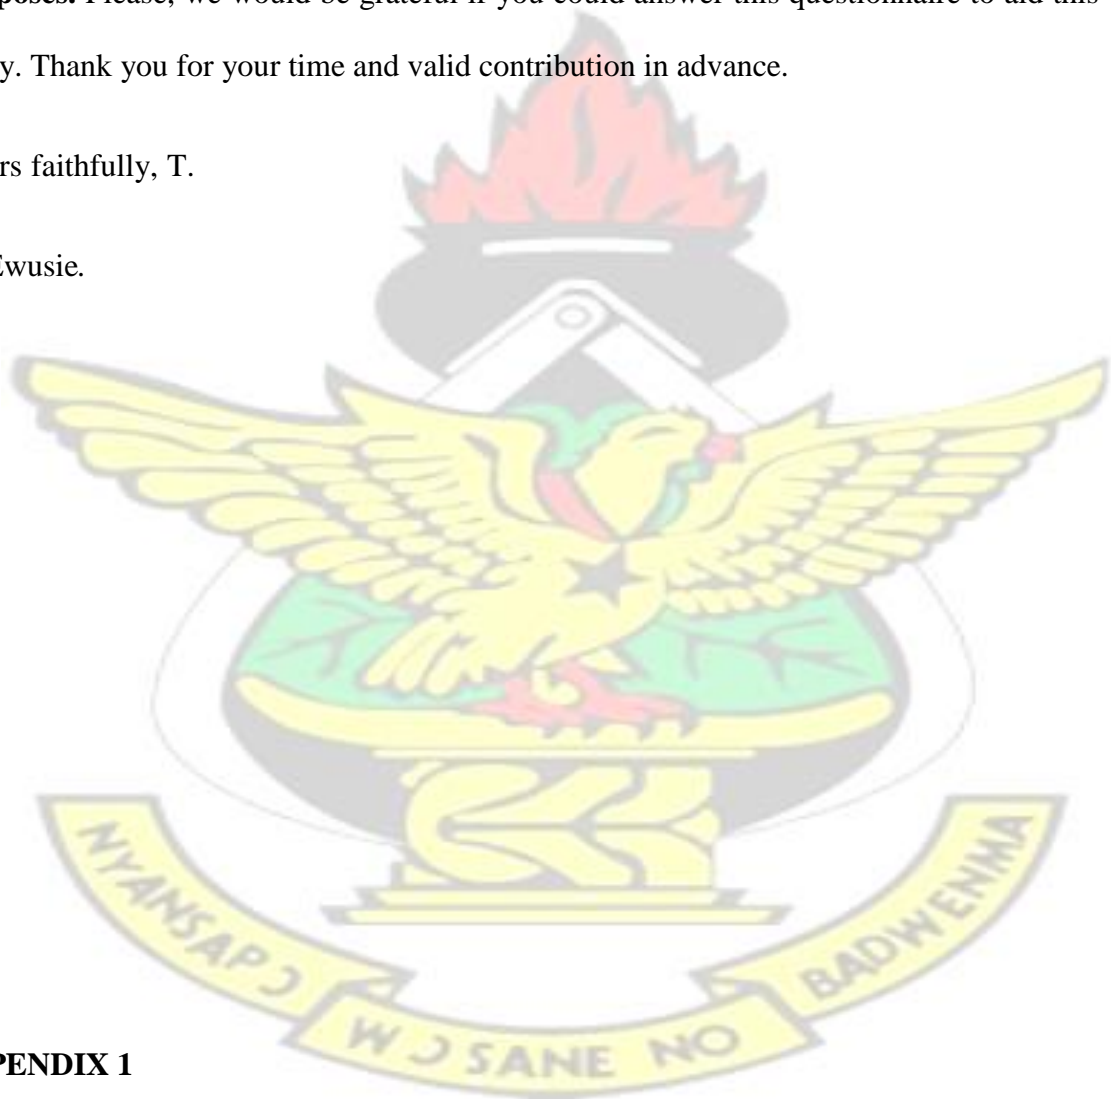 poses. Please, we would be grateful if you could answer this questionnaire to aid this
y. Thank you for your time and valid contribution in advance.
rs faithfully, T.
Ewusie.
NYANSAPƆ WƆ SANE NO BADWENMA
PENDIX 1